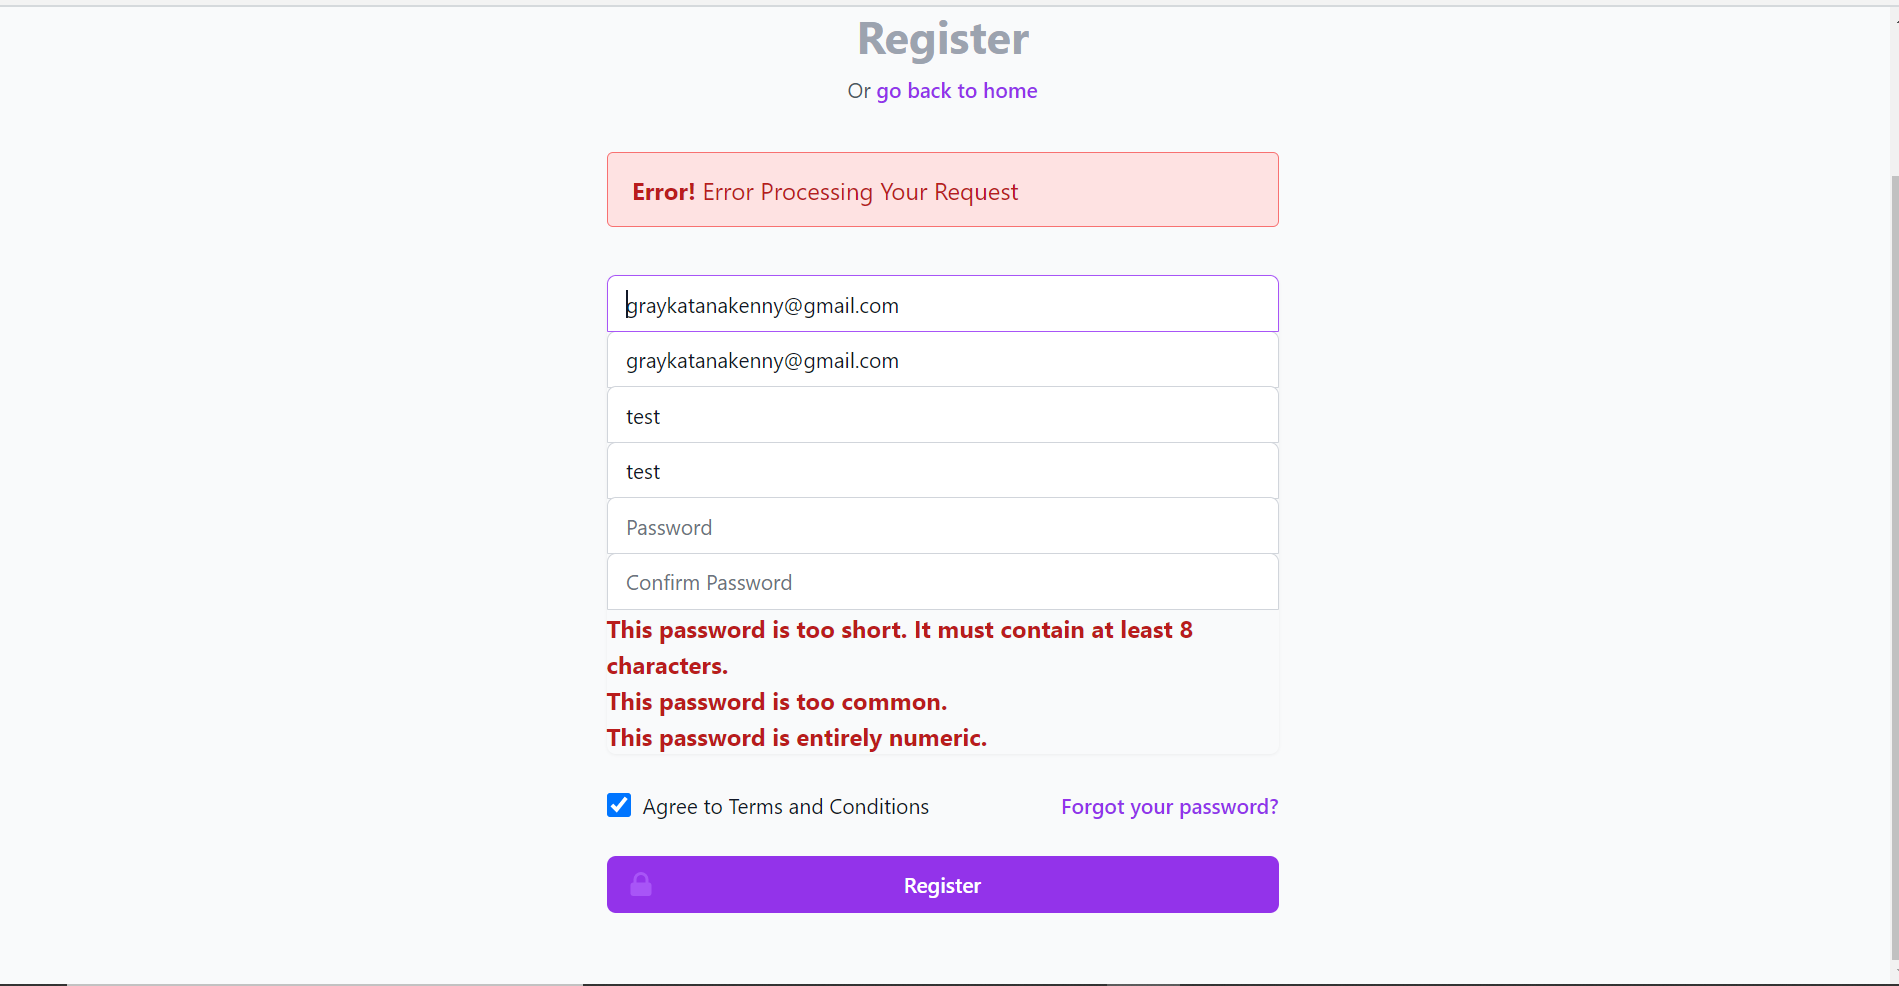 Register
Or go back to home
Error! Error Processing Your Request
graykatanakenny@gmail.com
graykatanakenny@gmail.com
test
test
Password
Confirm Password
This password is too short. It must contain at least 8
characters.
This password is too common.
This password is entirely numeric.
Agree to Terms and Conditions Forgot your password?
Register